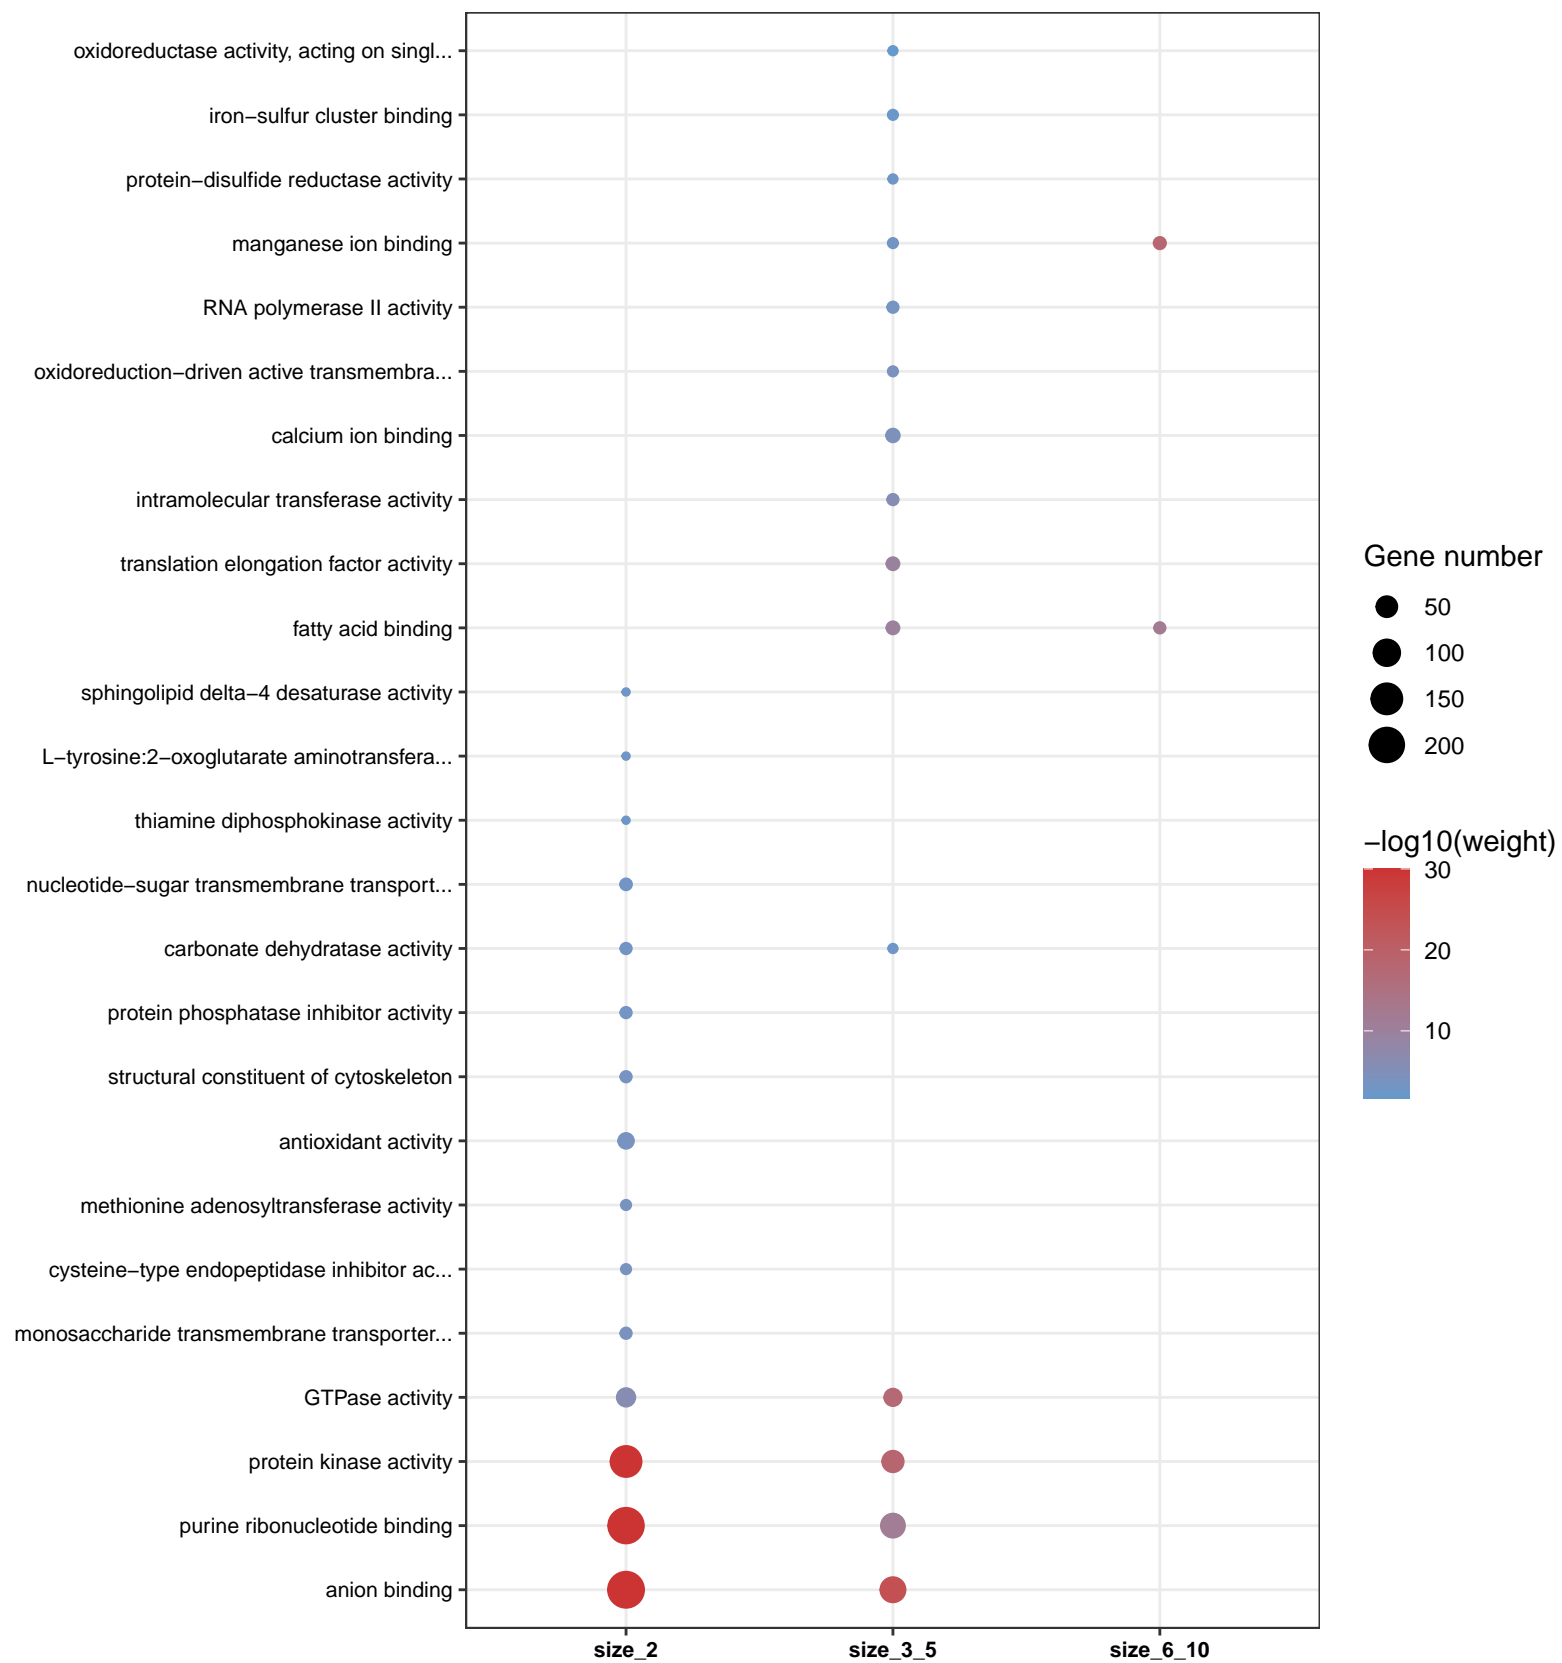 oxidoreductase activity, acting on singl...
iron−sulfur cluster binding
protein−disulfide reductase activity
manganese ion binding
RNA polymerase II activity
oxidoreduction−driven active transmembra...
calcium ion binding
intramolecular transferase activity
translation elongation factor activity
fatty acid binding
sphingolipid delta−4 desaturase activity
L−tyrosine:2−oxoglutarate aminotransfera...
thiamine diphosphokinase activity
nucleotide−sugar transmembrane transport...
carbonate dehydratase activity
protein phosphatase inhibitor activity
structural constituent of cytoskeleton
antioxidant activity
methionine adenosyltransferase activity
cysteine−type endopeptidase inhibitor ac...
monosaccharide transmembrane transporter...
GTPase activity
protein kinase activity
purine ribonucleotide binding
anion binding
size_2
size_3_5
size_6_10
Gene number
50
100
150
200
−log10(weight)
30
20
10